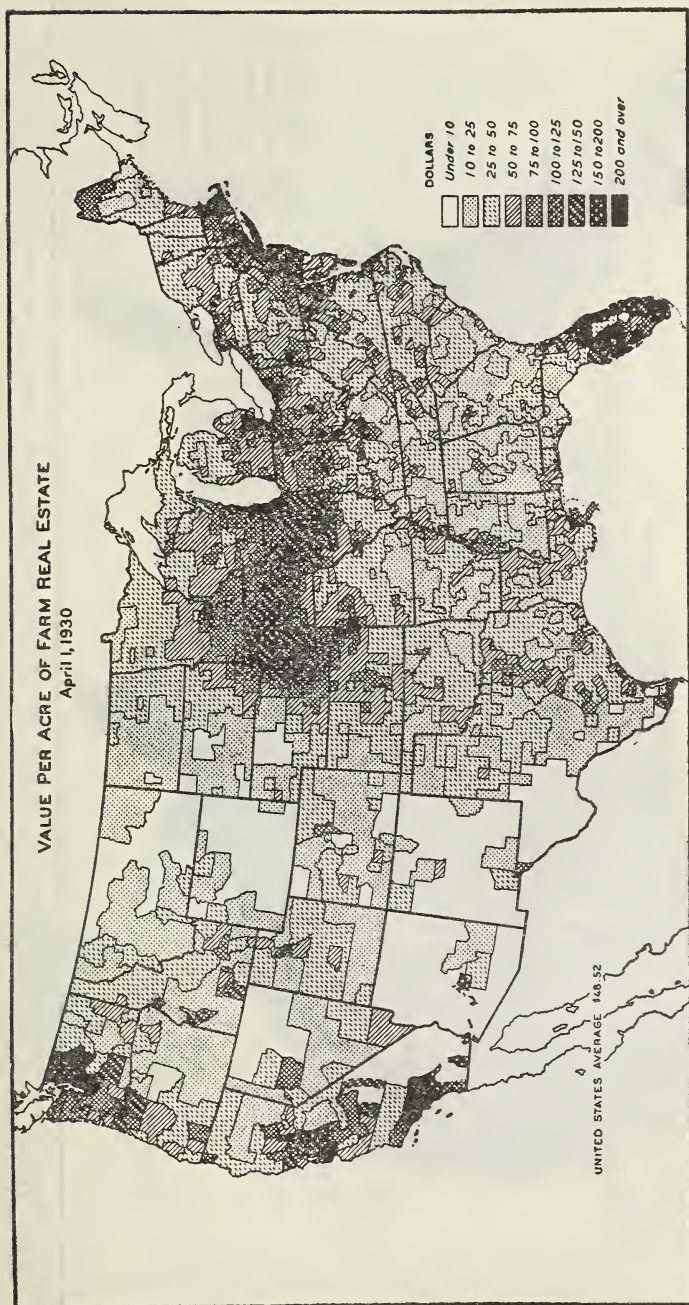 VALUE PER ACRE OF FARM REAL ESTATE
April 1, 1930
DOLLARS
Under 10
10 to 25
25 to 50
50 to 75
75 to 100
100 to 125
125 to 150
150 to 200
200 and over
UNITED STATES AVERAGE $48.52